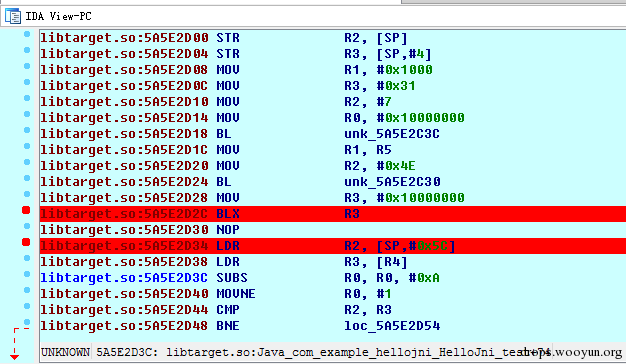 IDA View-PC
libtarget.so:5A5E2D00 STR R2, [SP]
libtarget.so:5A5E2D04 STR R3, [SP,#4]
libtarget.so:5A5E2D08 MOV R1, #0x1000
libtarget.so:5A5E2D0C MOV R3, #0x31
libtarget.so:5A5E2D10 MOV R2, #7
libtarget.so:5A5E2D14 MOV R0, #0x10000000
libtarget.so:5A5E2D18 BL unk_5A5E2C3C
libtarget.so:5A5E2D1C MOV R1, R5
libtarget.so:5A5E2D20 MOV R2, #0x4E
libtarget.so:5A5E2D24 BL unk_5A5E2C30
libtarget.so:5A5E2D28 MOV R3, #0x10000000
libtarget.so:5A5E2D2C BLX R3
libtarget.so:5A5E2D30 NOP
libtarget.so:5A5E2D34 LDR R2, [SP,#0x5C]
libtarget.so:5A5E2D38 LDR R3, [R4]
libtarget.so:5A5E2D3C SUBS R0, R0, #0xA
libtarget.so:5A5E2D40 MOVNE R0, #1
libtarget.so:5A5E2D44 CMP R2, R3
libtarget.so:5A5E2D48 BNE loc_5A5E2D54
UNKNOWN 5A5E2D3C: libtarget.so:Java_com_example_hellojni_HelloJni_test
drops.wooyun.org